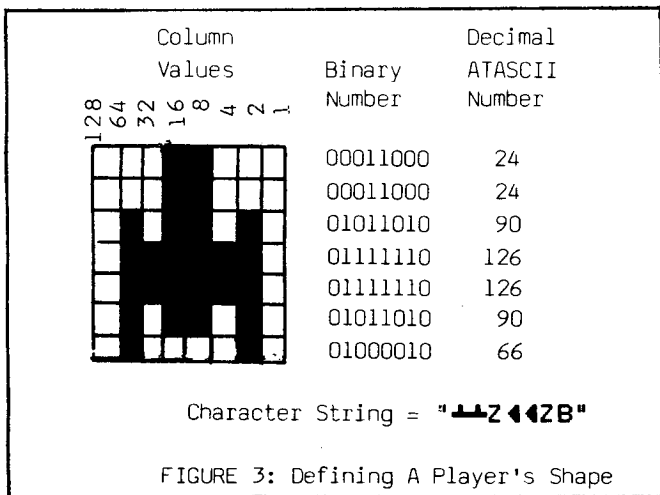 Column Decimal
Values Binary ATASCII
Number Number
128 64 32 16 8 4 2 1
00011000 24
00011000 24
01011010 90
01111110 126
01111110 126
01011010 90
01000010 66
Character String = "┻┻Z◀◀ZB"
FIGURE 3: Defining A Player's Shape